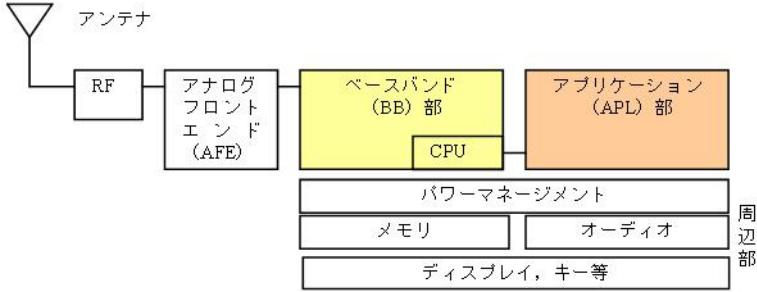 アンテナ
RF
アナログ
フロント
エンド
(AFE)
ベースバンド
(BB) 部
CPU
アプリケーション
(APL) 部
パワーマネージメント
メモリ
オーディオ
ディスプレイ，キー等
周
辺
部